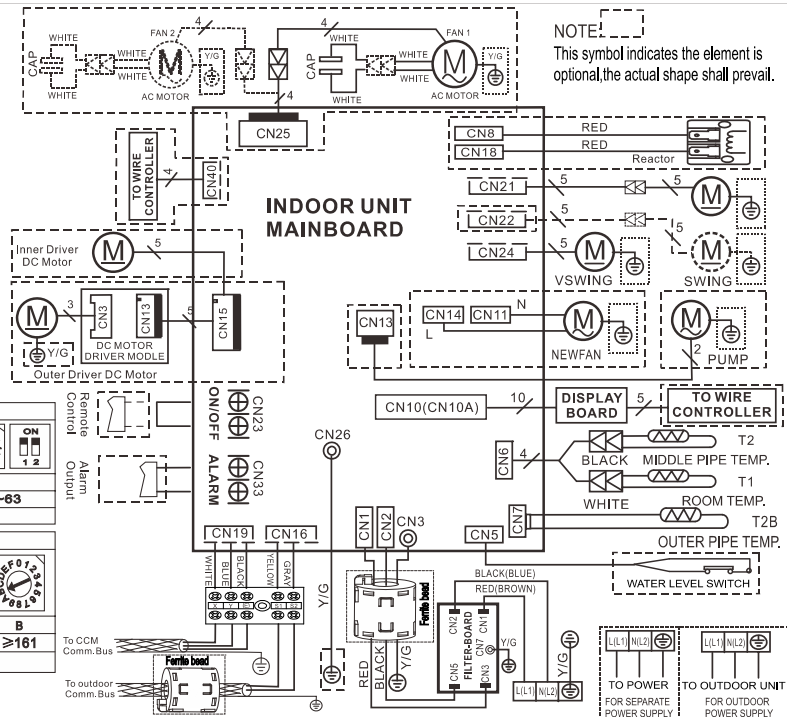 NOTE:
This symbol indicates the element is
optional,the actual shape shall prevail.
4
4
WHITE
FAN 2
CAP
WHITE
WHITE
WHITE
M
Y/G
AC MOTOR
WHITE
FAN 1
CAP
WHITE
WHITE
WHITE
M
Y/G
AC MOTOR
4
CN25
TO WIRE
CONTROLLER
4
CN40
INDOOR UNIT
MAINBOARD
CN8
RED
CN18
RED
Reactor
CN21
5
5
M
CN22
5
5
M
SWING
CN24
5
M
VSWING
Inner Driver
DC Motor
M
5
M
3
CN3
CN13
5
CN15
DC MOTOR
DRIVER MODLE
Y/G
Outer Driver DC Motor
CN13
CN14
CN11
N
L
M
NEWFAN
M
2
PUMP
Remote
Control
ON/OFF
CN23
Alarm
Output
ALARM
CN33
CN10(CN10A)
10
DISPLAY
BOARD
5
TO WIRE
CONTROLLER
CN26
CN6
4
BLACK
MIDDLE PIPE TEMP.
T2
WHITE
ROOM TEMP.
T1
CN7
T2B
OUTER PIPE TEMP.
CN5
WATER LEVEL SWITCH
ON
1 2
~63
BCDEF0123456789A
B
≥161
CN19
CN16
WHITE
BLUE
BLACK
YELLOW
GRAY
X
Y
E
S1
S2
To CCM
Comm.Bus
To outdoor
Comm.Bus
Ferrite bead
Y/G
CN1
CN2
CN3
Ferrite bead
RED
BLACK
Y/G
BLACK(BLUE)
RED(BROWN)
CN2
CN1
FILTER-BOARD
CN7
Y/G
CN5
CN3
Y/G
L(L1)
N(L2)
L(L1)
N(L2)
TO POWER
FOR SEPARATE
POWER SUPPLY
L(L1)
N(L2)
TO OUTDOOR UNIT
FOR OUTDOOR
POWER SUPPLY